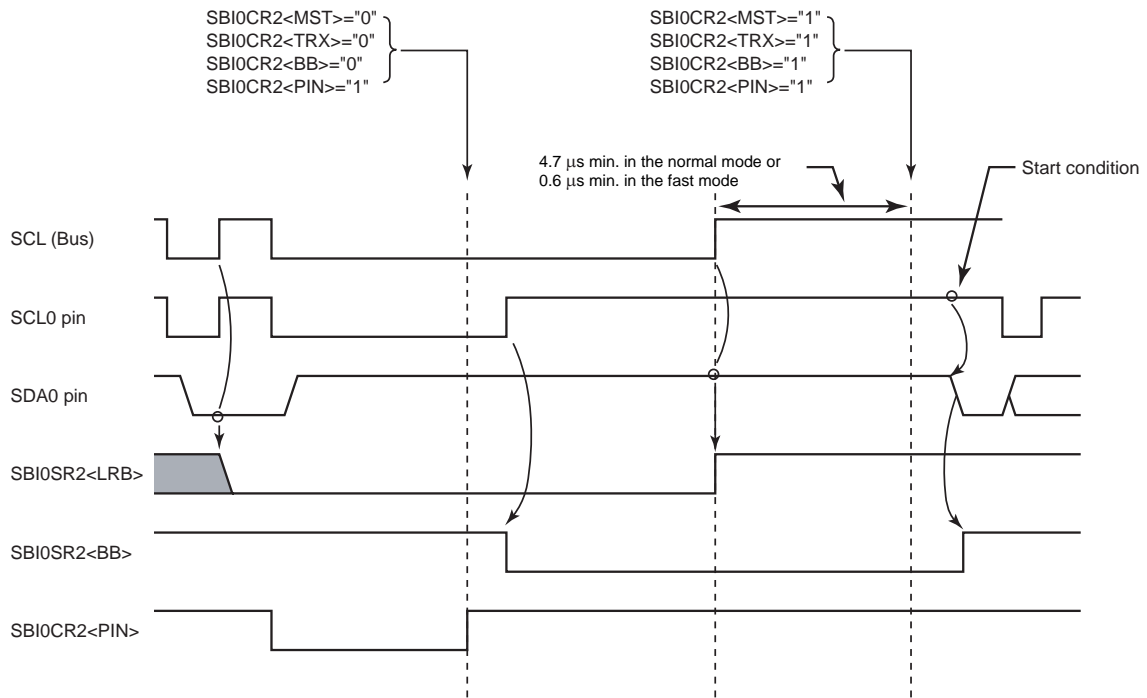 SBI0CR2<MST>="0"
SBI0CR2<TRX>="0"
SBI0CR2<BB>="0"
SBI0CR2<PIN>="1"
SBI0CR2<MST>="1"
SBI0CR2<TRX>="1"
SBI0CR2<BB>="1"
SBI0CR2<PIN>="1"
4.7 μs min. in the normal mode or
0.6 μs min. in the fast mode
Start condition
SCL (Bus)
SCL0 pin
SDA0 pin
SBI0SR2<LRB>
SBI0SR2<BB>
SBI0CR2<PIN>